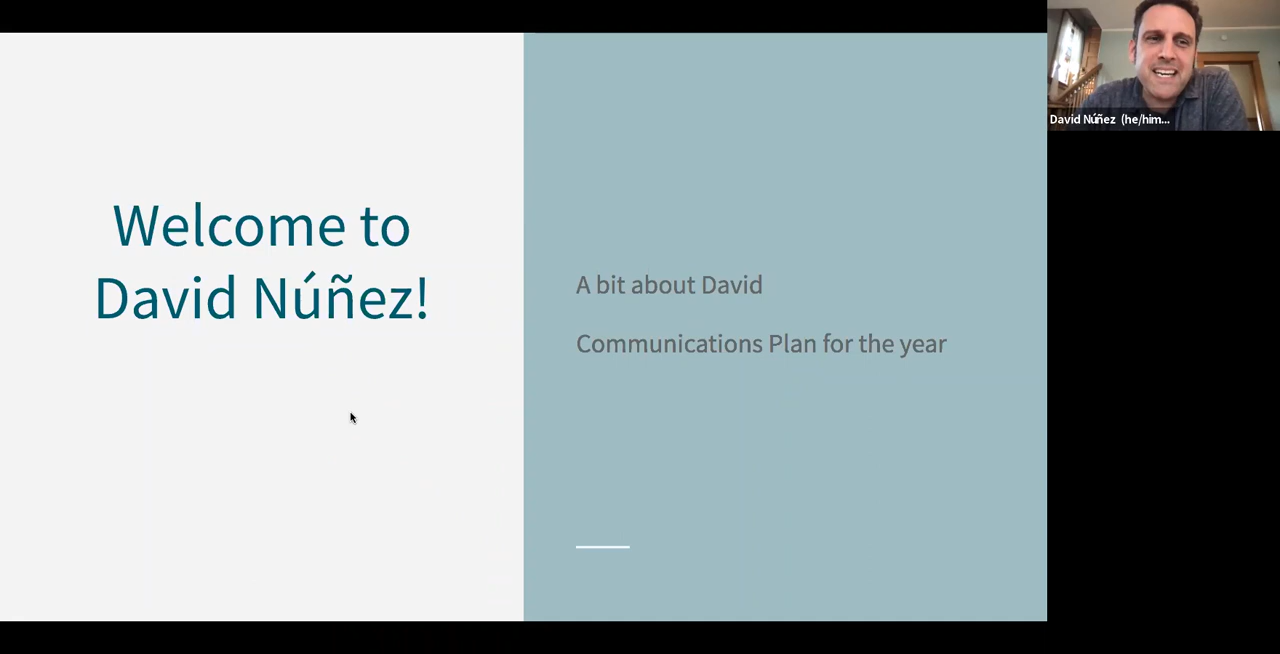 Welcome to
David Núñez!
A bit about David
Communications Plan for the year
David Núñez (he/him...